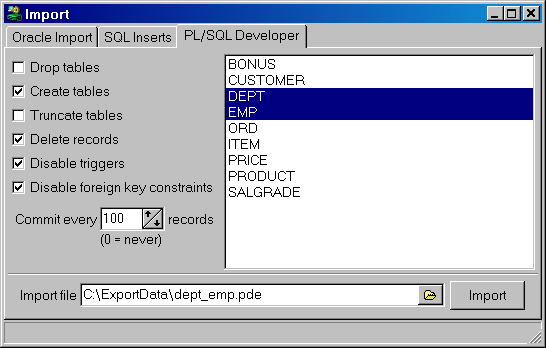 Import
Oracle Import SQL Inserts PL/SQL Developer
Drop tables
Create tables
Truncate tables
Delete records
Disable triggers
Disable foreign key constraints
Commit every 100 records
(0 = never)
BONUS
CUSTOMER
DEPT
EMP
ORD
ITEM
PRICE
PRODUCT
SALGRADE
Import file C:\ExportData\dept_emp.pde Import